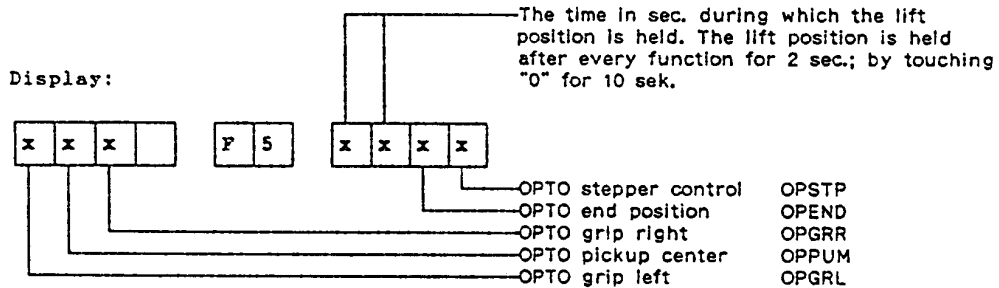 The time in sec. during which the lift
position is held. The lift position is held
after every function for 2 sec.; by touching
"0" for 10 sek.
Display:
x x x F 5 x x x x
OPTO stepper control OPSTP
OPTO end position OPEND
OPTO grip right OPGRR
OPTO pickup center OPPUM
OPTO grip left OPGRL